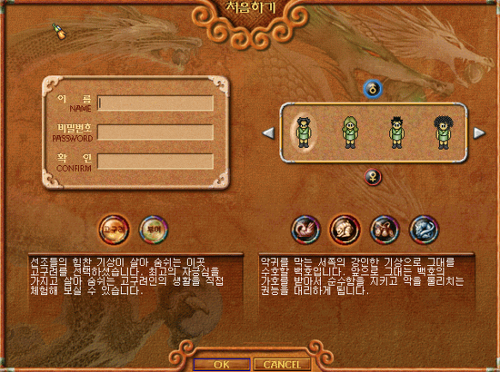 처음하기
이 름
NAME
비밀번호
PASSWORD
확 인
CONFIRM
고구려
부여
선조들의 힘찬 기상이 살아 숨쉬는 이곳
고구려를 선택하셨습니다. 최고의 자긍심을
가지고 살아 숨쉬는 고구려인의 생활을 직접
체험해 보실 수 있습니다.
악귀를 막는 서쪽의 강인한 기상으로 그대를
수호할 백호입니다. 앞으로 그대는 백호의
가호를 받아서 순수함을 지키고 악을 물리치는
권능을 대리하게 됩니다.
OK
CANCEL